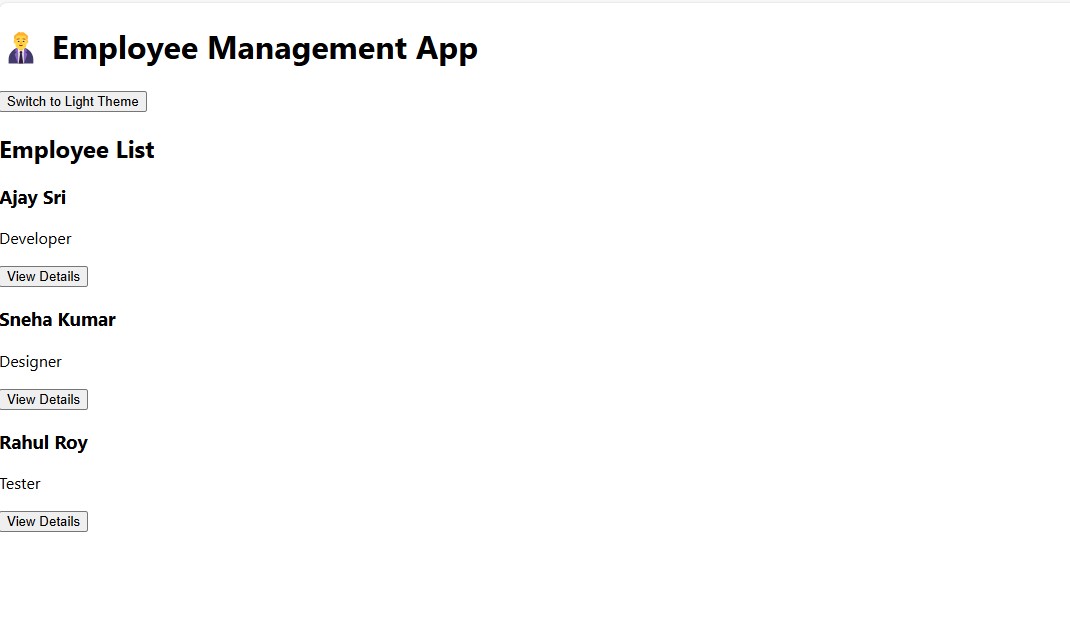 Employee Management App
Switch to Light Theme
Employee List
Ajay Sri
Developer
View Details
Sneha Kumar
Designer
View Details
Rahul Roy
Tester
View Details